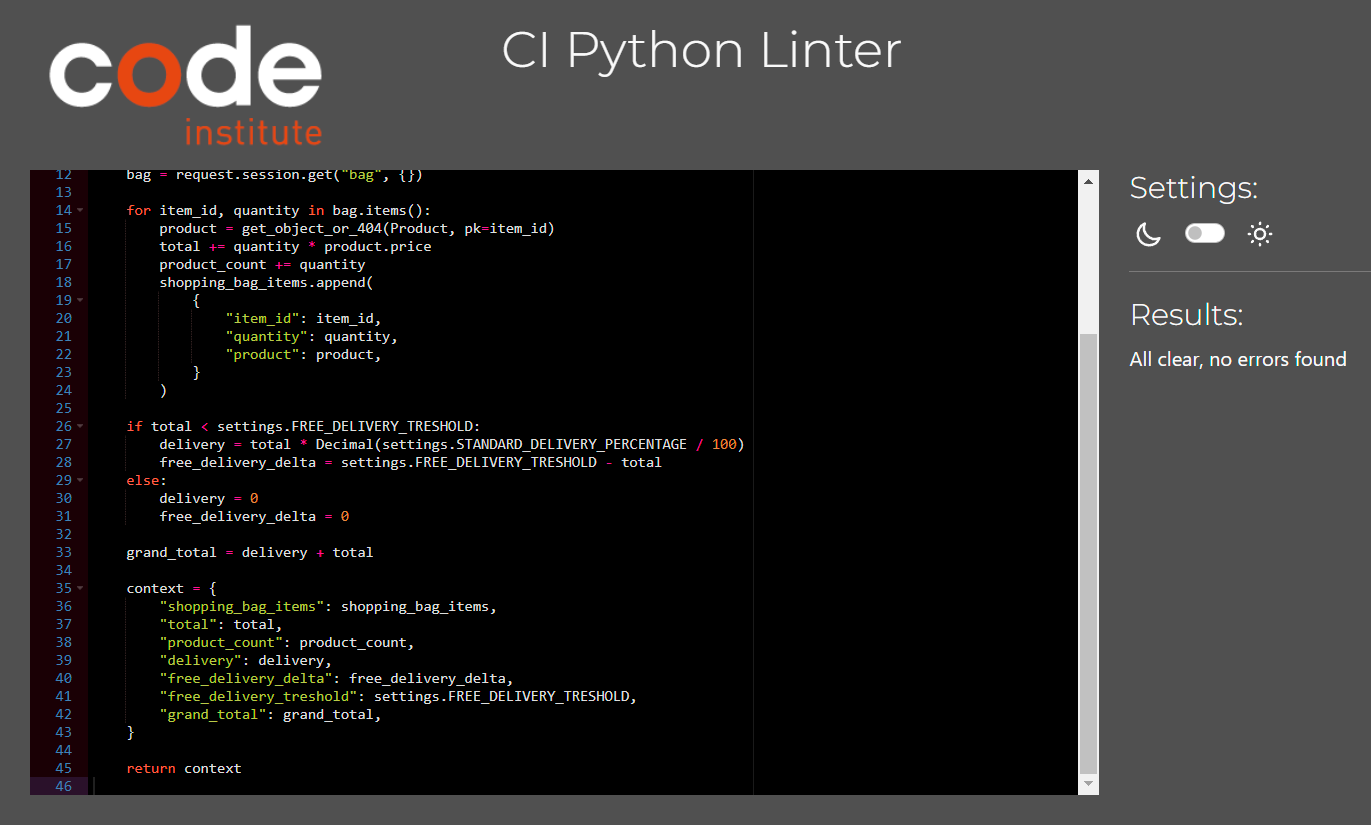 code
institute
CI Python Linter
12 bag = request.session.get("bag", {})
13
14 for item_id, quantity in bag.items():
15 product = get_object_or_404(Product, pk=item_id)
16 total += quantity * product.price
17 product_count += quantity
18 shopping_bag_items.append(
19 {
20 "item_id": item_id,
21 "quantity": quantity,
22 "product": product,
23 }
24 )
25
26 if total < settings.FREE_DELIVERY_TRESHOLD:
27 delivery = total * Decimal(settings.STANDARD_DELIVERY_PERCENTAGE / 100)
28 free_delivery_delta = settings.FREE_DELIVERY_TRESHOLD - total
29 else:
30 delivery = 0
31 free_delivery_delta = 0
32
33 grand_total = delivery + total
34
35 context = {
36 "shopping_bag_items": shopping_bag_items,
37 "total": total,
38 "product_count": product_count,
39 "delivery": delivery,
40 "free_delivery_delta": free_delivery_delta,
41 "free_delivery_treshold": settings.FREE_DELIVERY_TRESHOLD,
42 "grand_total": grand_total,
43 }
44
45 return context
46
Settings:
Results:
All clear, no errors found